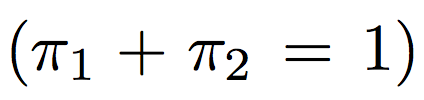 (π₁ + π₂ = 1)